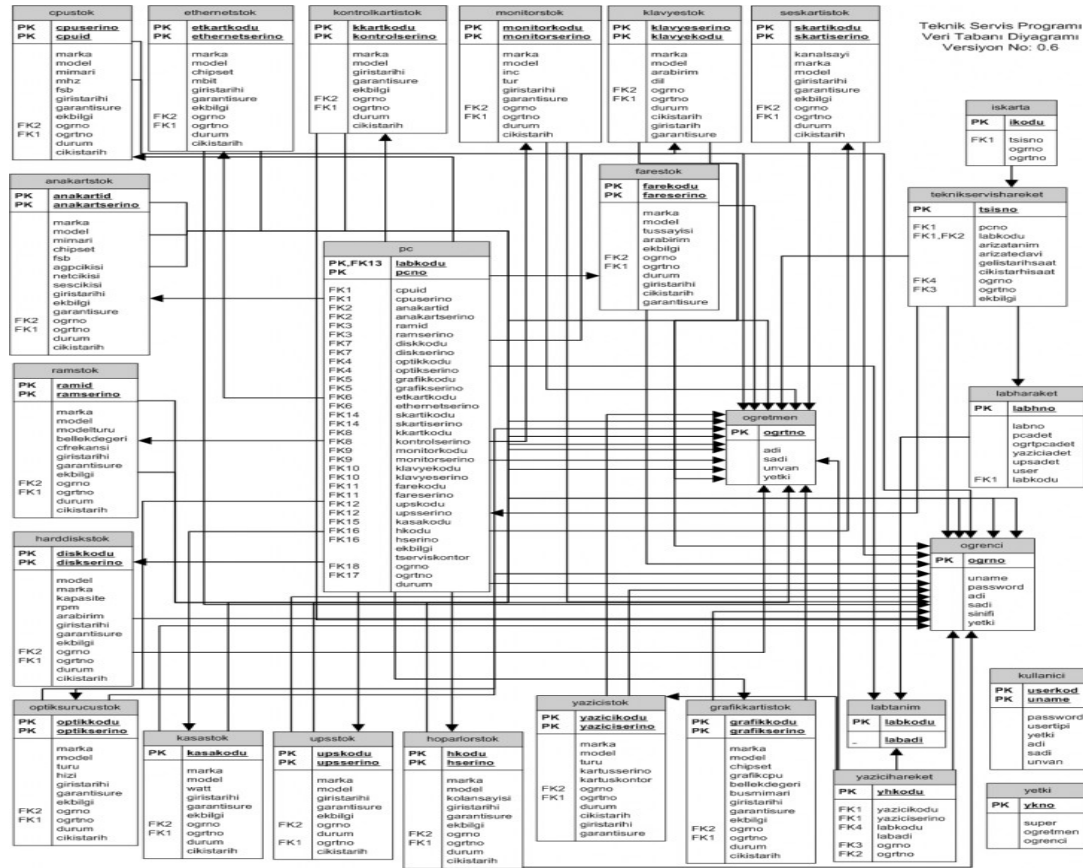 Teknik Servis Programı
Veri Tabanı Diyagramı
Versiyon No: 0.6
cpustok
PK cpuserino
PK cpuid
marka
model
mimari
mhz
fsb
giristarihi
garantisure
ekbilgi
FK2 ogrno
FK1 ogrtno
durum
cikistarih
ethernetstok
PK etkartkodu
PK ethernetserino
marka
model
chipset
mbit
giristarihi
garantisure
ekbilgi
FK2 ogrno
FK1 ogrtno
durum
cikistarih
kontrolkartistok
PK kkartkodu
PK kontrolserino
marka
model
giristarihi
garantisure
ekbilgi
FK2 ogrno
FK1 ogrtno
durum
cikistarih
monitorstok
PK monitorkodu
PK monitorserino
marka
model
inc
tur
giristarihi
garantisure
FK2 ogrno
FK1 ogrtno
durum
cikistarih
klavyestok
PK klavyeserino
PK klavyekodu
marka
model
arabirim
dil
FK2 ogrno
FK1 ogrtno
durum
cikistarih
giristarih
garantisure
seskartistok
PK skartikodu
PK skartiserino
kanalsayi
marka
model
giristarihi
garantisure
ekbilgi
FK2 ogrno
FK1 ogrtno
durum
cikistarih
iskarta
PK ikodu
FK1 tsisno
ogrno
ogrtno
anakartstok
PK anakartid
PK anakartserino
marka
model
mimari
chipset
fsb
agpcikisi
netcikisi
sescikisi
giristarihi
ekbilgi
garantisure
FK2 ogrno
FK1 ogrtno
durum
cikistarih
farestok
PK farekodu
PK fareserino
marka
model
tussayisi
arabirim
ekbilgi
FK2 ogrno
FK1 ogrtno
durum
giristarihi
cikistarih
garantisure
teknikservishareket
PK tsisno
FK1 pcno
FK1,FK2 labkodu
arizatanim
arizatedavi
gelistarihsaat
cikistarhisaat
FK4 ogrno
FK3 ogrtno
ekbilgi
pc
PK,FK13 labkodu
PK pcno
FK1 cpuid
FK1 cpuserino
FK2 anakartid
FK2 anakartserino
FK3 ramid
FK3 ramserino
FK7 diskkodu
FK7 diskserino
FK4 optikkodu
FK4 optikserino
FK5 grafikkodu
FK5 grafikserino
FK6 etkartkodu
FK6 ethernetserino
FK14 skartikodu
FK14 skartiserino
FK8 kkartkodu
FK8 kontrolserino
FK9 monitorkodu
FK9 monitorserino
FK10 klavyekodu
FK10 klavyeserino
FK11 farekodu
FK11 fareserino
FK12 upskodu
FK12 upsserino
FK15 kasakodu
FK16 hkodu
FK16 hserino
ekbilgi
tserviskontor
FK18 ogrno
FK17 ogrtno
durum
ramstok
PK ramid
PK ramserino
marka
model
modelturu
bellekdegeri
cfrekansi
giristarihi
garantisure
ekbilgi
FK2 ogrno
FK1 ogrtno
durum
cikistarih
ogretmen
PK ogrtno
adi
sadi
unvan
yetki
labharaket
PK labhno
labno
pcadet
ogrtpcadet
yaziciadet
upsadet
user
FK1 labkodu
harddiskstok
PK diskkodu
PK diskserino
model
marka
kapasite
rpm
arabirim
giristarihi
garantisure
ekbilgi
FK2 ogrno
FK1 ogrtno
durum
cikistarih
ogrenci
PK ogrno
uname
password
adi
sadi
sinifi
yetki
optiksurucustok
PK optikkodu
PK optikserino
marka
model
turu
hizi
giristarihi
garantisure
ekbilgi
FK2 ogrno
FK1 ogrtno
durum
cikistarih
kasastok
PK kasakodu
marka
model
watt
giristarihi
garantisure
ekbilgi
FK2 ogrno
FK1 ogrtno
durum
cikistarih
upsstok
PK upskodu
PK upsserino
marka
model
giristarihi
garantisure
ekbilgi
FK2 ogrno
durum
FK1 ogrtno
cikistarih
hoparlorstok
PK hkodu
PK hserino
marka
model
kolansayisi
giristarihi
garantisure
ekbilgi
FK2 ogrno
FK1 ogrtno
durum
cikistarih
yazicistok
PK yazicikodu
PK yaziciserino
marka
model
turu
kartusserino
kartuskontor
FK2 ogrno
FK1 ogrtno
durum
cikistarih
giristarihi
garantisure
grafikkartistok
PK grafikkodu
PK grafikserino
marka
model
chipset
grafikcpu
bellekdegeri
busmimari
giristarihi
garantisure
ekbilgi
FK2 ogrno
FK1 ogrtno
durum
cikistarih
labtanim
PK labkodu
labadi
yazicihareket
PK yhkodu
FK1 yazicikodu
FK1 yaziciserino
FK4 labkodu
labadi
FK3 ogrno
FK2 ogrtno
kullanici
PK userkod
PK uname
password
usertipi
yetki
adi
sadi
unvan
yetki
PK ykno
super
ogretmen
ogrenci